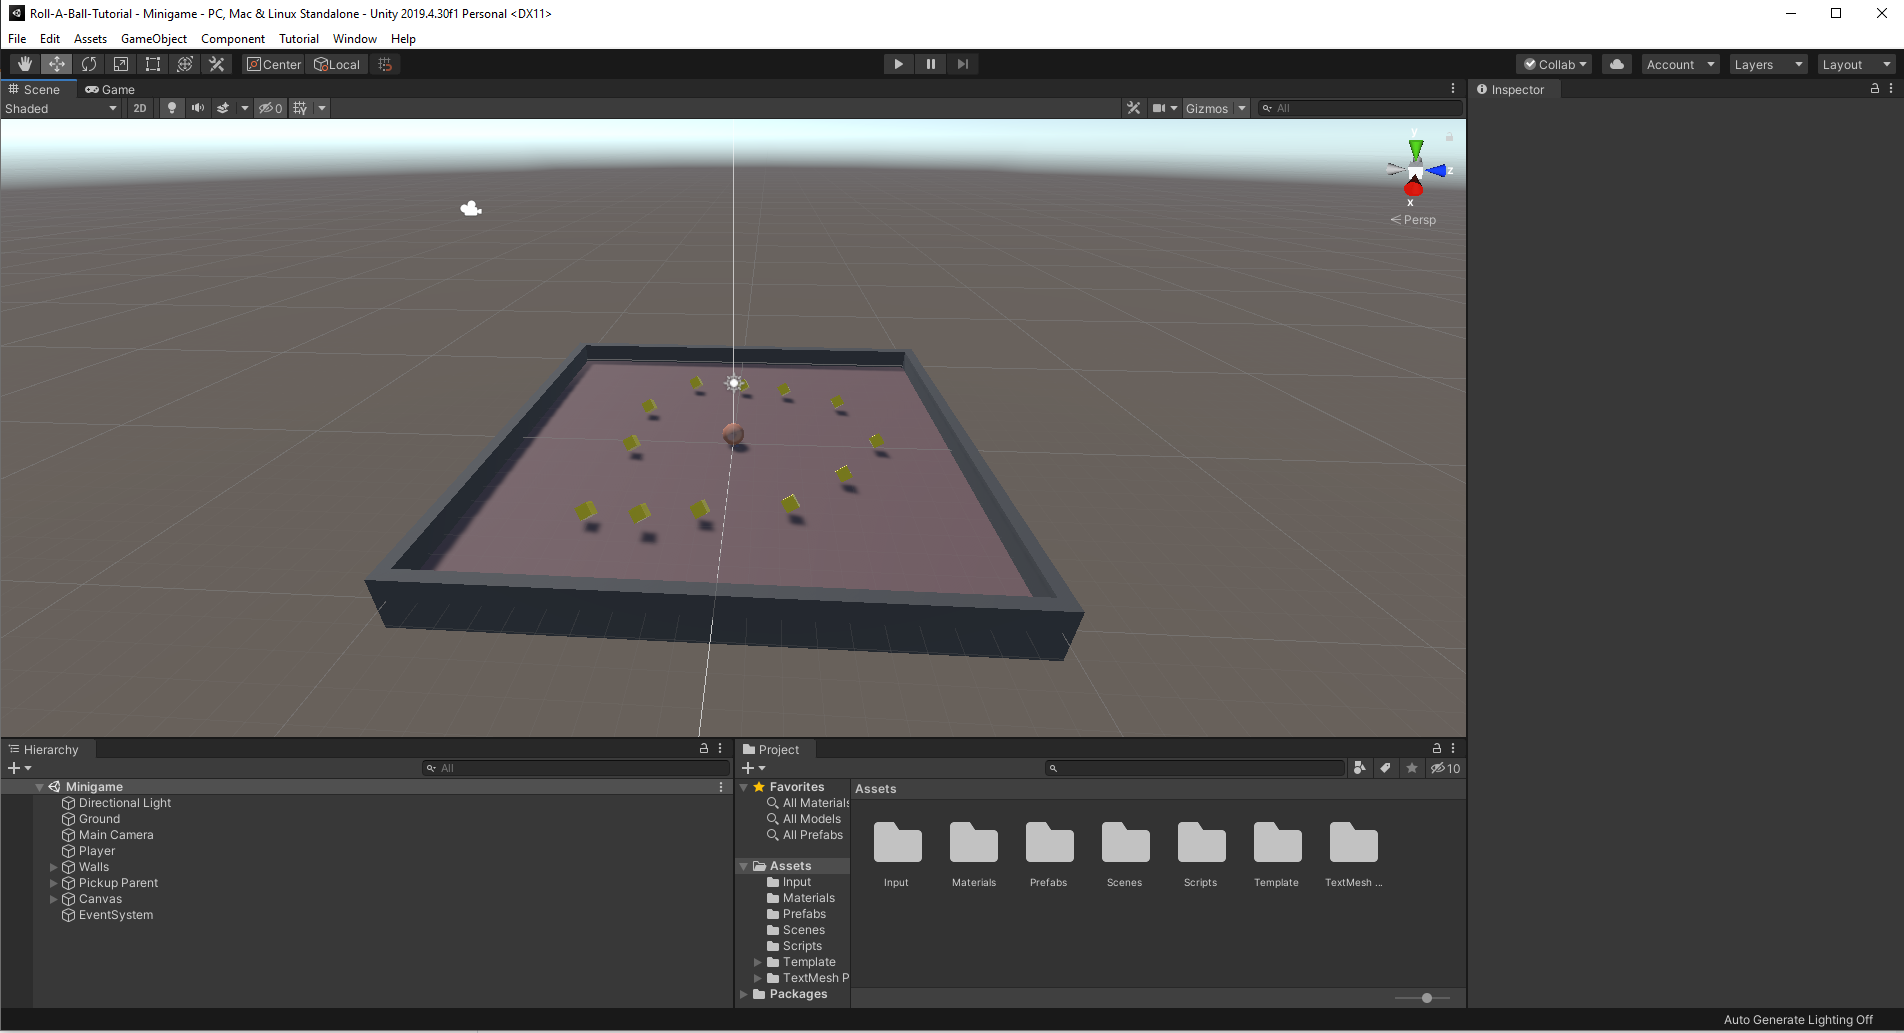 Roll-A-Ball-Tutorial - Minigame - PC, Mac & Linux Standalone - Unity 2019.4.30f1 Personal <DX11>
File Edit Assets GameObject Component Tutorial Window Help
Center Local Collab Account Layers Layout
Scene Game
Inspector
Shaded 2D 0 Gizmos All
y
z
x
Persp
Hierarchy
All
Minigame
Directional Light
Ground
Main Camera
Player
Walls
Pickup Parent
Canvas
EventSystem
Project
10
Favorites
All Materials
All Models
All Prefabs
Assets
Input
Materials
Prefabs
Scenes
Scripts
Template
TextMesh P
Packages
Assets
Input Materials Prefabs Scenes Scripts Template TextMesh ...
Auto Generate Lighting Off